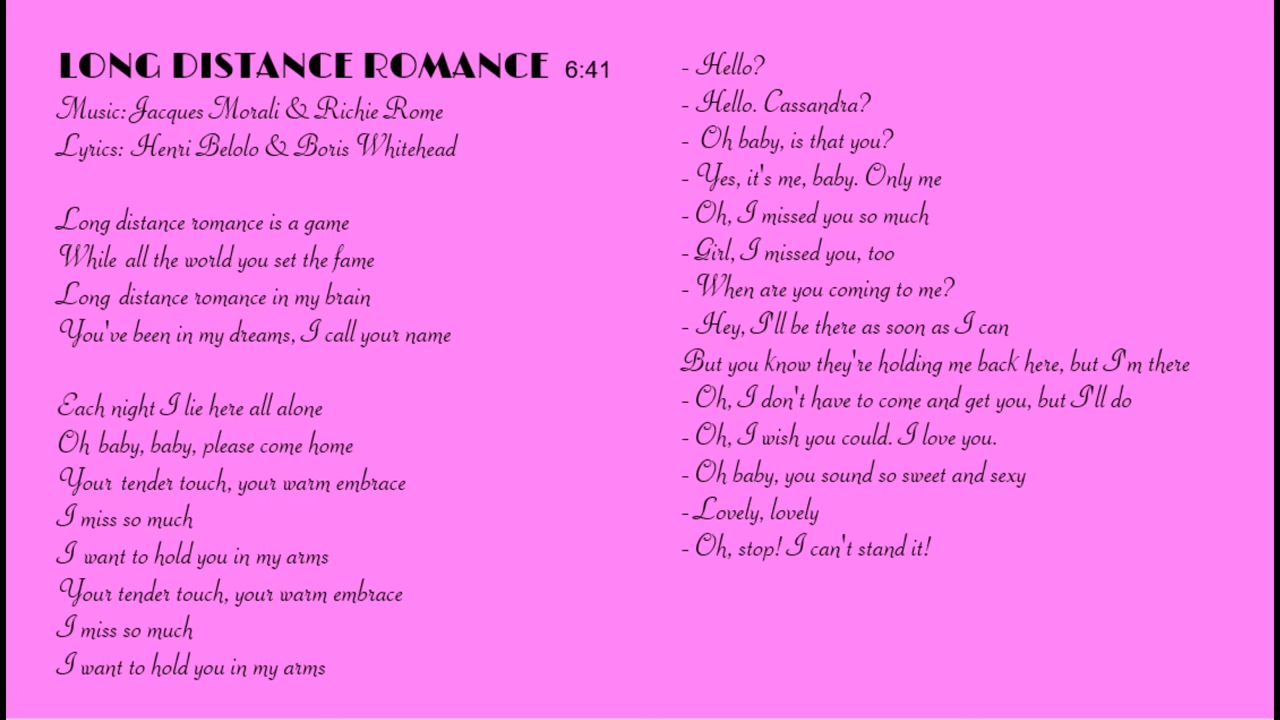 LONG DISTANCE ROMANCE 6:41
Music: Jacques Morali & Richie Rome
Lyrics: Henri Belolo & Boris Whitehead
Long distance romance is a game
While all the world you set the fame
Long distance romance in my brain
You've been in my dreams, I call your name
Each night I lie here all alone
Oh baby, baby, please come home
Your tender touch, your warm embrace
I miss so much
I want to hold you in my arms
Your tender touch, your warm embrace
I miss so much
I want to hold you in my arms
- Hello?
- Hello. Cassandra?
- Oh baby, is that you?
- Yes, it's me, baby. Only me
- Oh, I missed you so much
- Girl, I missed you, too
- When are you coming to me?
- Hey, I'll be there as soon as I can
But you know they're holding me back here, but I'm there
- Oh, I don't have to come and get you, but I'll do
- Oh, I wish you could. I love you.
- Oh baby, you sound so sweet and sexy
- Lovely, lovely
- Oh, stop! I can't stand it!